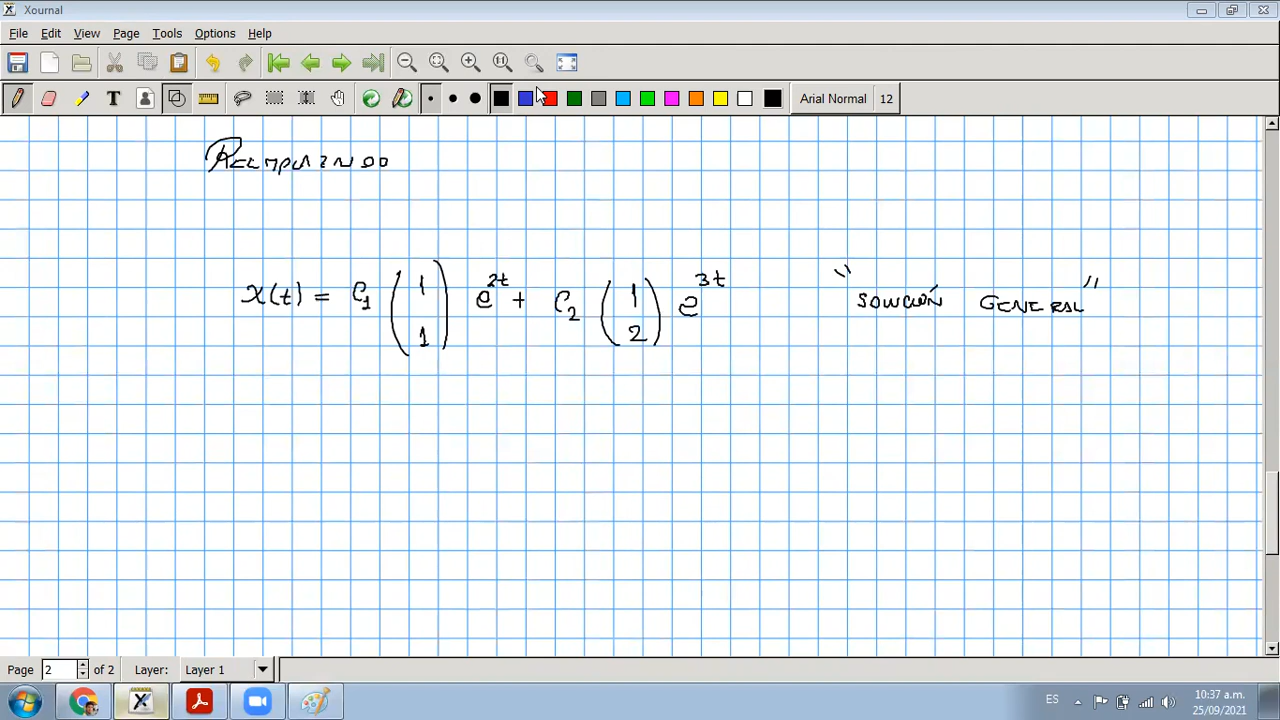 Xournal
File Edit View Page Tools Options Help
Arial Normal 12
REEMPLAZANDO
X(t) = C₁ (1 1) e^2t + C₂ (1 2) e^3t "SOLUCIÓN GENERAL"
Page 2 of 2 Layer: Layer 1
ES 10:37 a.m.
25/09/2021